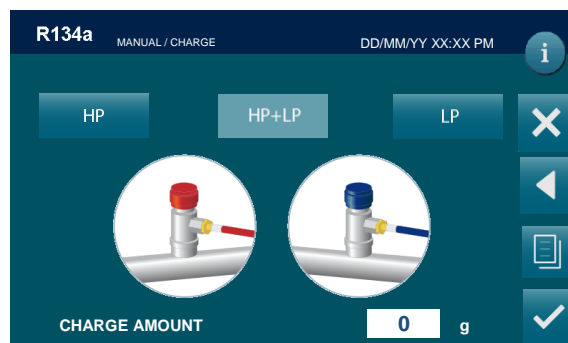 R134a MANUAL / CHARGE DD/MM/YY XX:XX PM
i
HP HP+LP LP
CHARGE AMOUNT 0 g